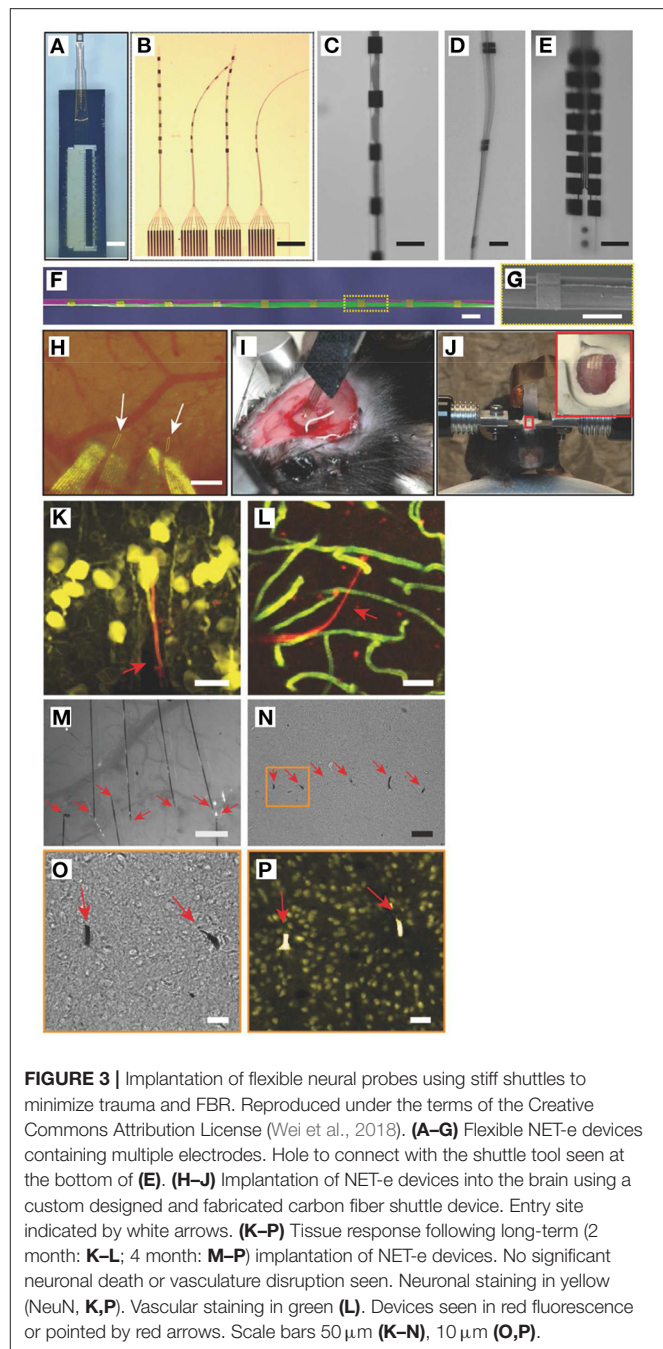 A
B
C
D
E
F
G
H
I
J
K
L
M
N
O
P
FIGURE 3 | Implantation of flexible neural probes using stiff shuttles to
minimize trauma and FBR. Reproduced under the terms of the Creative
Commons Attribution License (Wei et al., 2018). (A–G) Flexible NET-e devices
containing multiple electrodes. Hole to connect with the shuttle tool seen at
the bottom of (E). (H–J) Implantation of NET-e devices into the brain using a
custom designed and fabricated carbon fiber shuttle device. Entry site
indicated by white arrows. (K–P) Tissue response following long-term (2
month: K–L; 4 month: M–P) implantation of NET-e devices. No significant
neuronal death or vasculature disruption seen. Neuronal staining in yellow
(NeuN, K,P). Vascular staining in green (L). Devices seen in red fluorescence
or pointed by red arrows. Scale bars 50 μm (K–N), 10 μm (O,P).